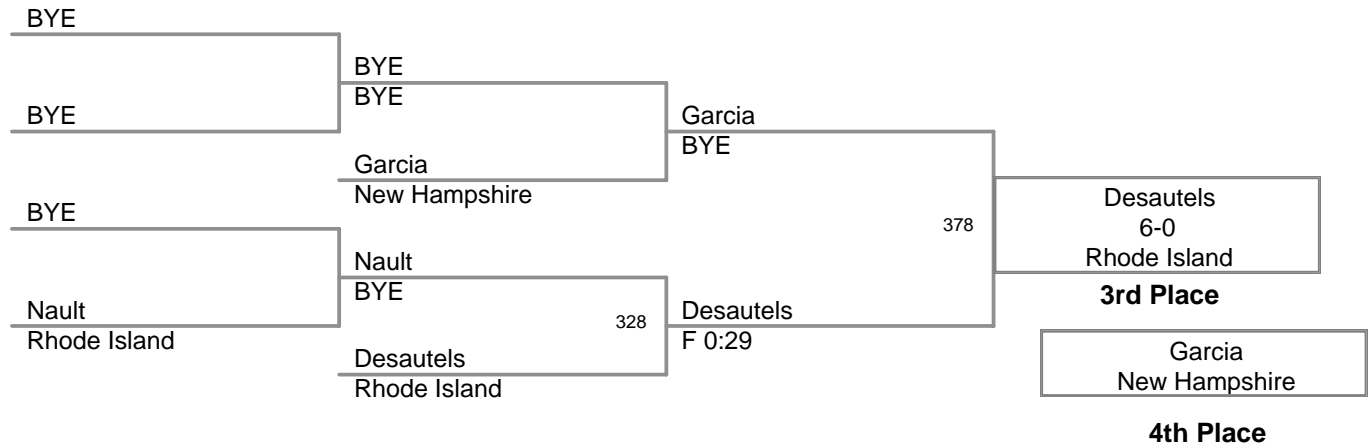 BYE
BYE
BYE
BYE
Garcia
BYE
Garcia
New Hampshire
BYE
378
Desautels
6-0
Rhode Island
3rd Place
Nault
BYE
Nault
Rhode Island
328
Desautels
F 0:29
Desautels
Rhode Island
Garcia
New Hampshire
4th Place